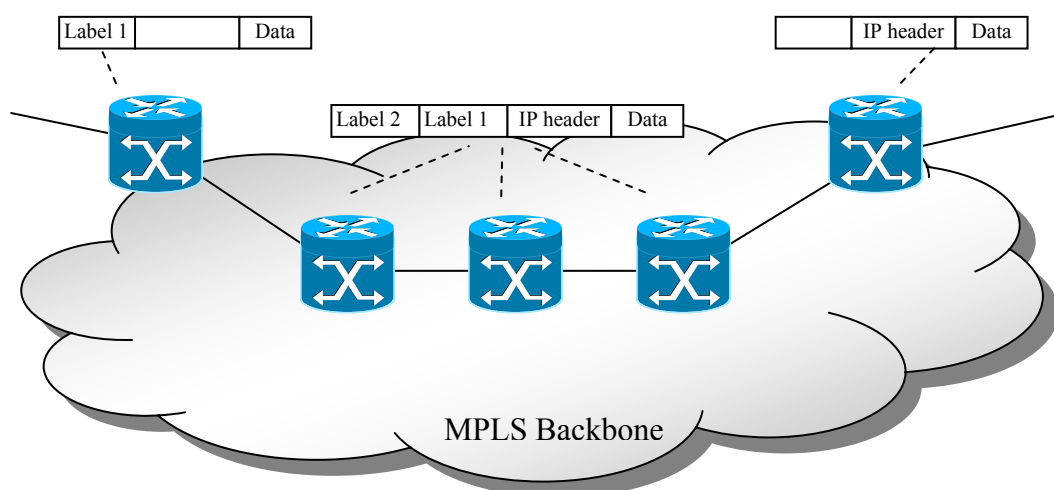 Label 1 Data
IP header Data
Label 2 Label 1 IP header Data
MPLS Backbone